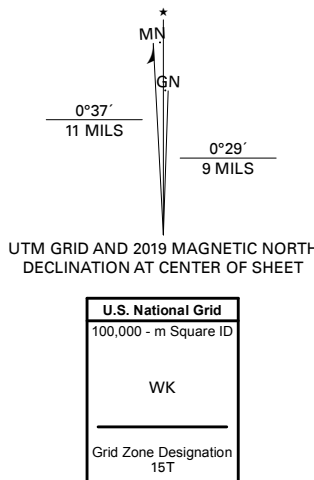 MN
GN
0°37´
11 MILS
0°29´
9 MILS
UTM GRID AND 2019 MAGNETIC NORTH
DECLINATION AT CENTER OF SHEET
U.S. National Grid
100,000 - m Square ID
WK
Grid Zone Designation
15T